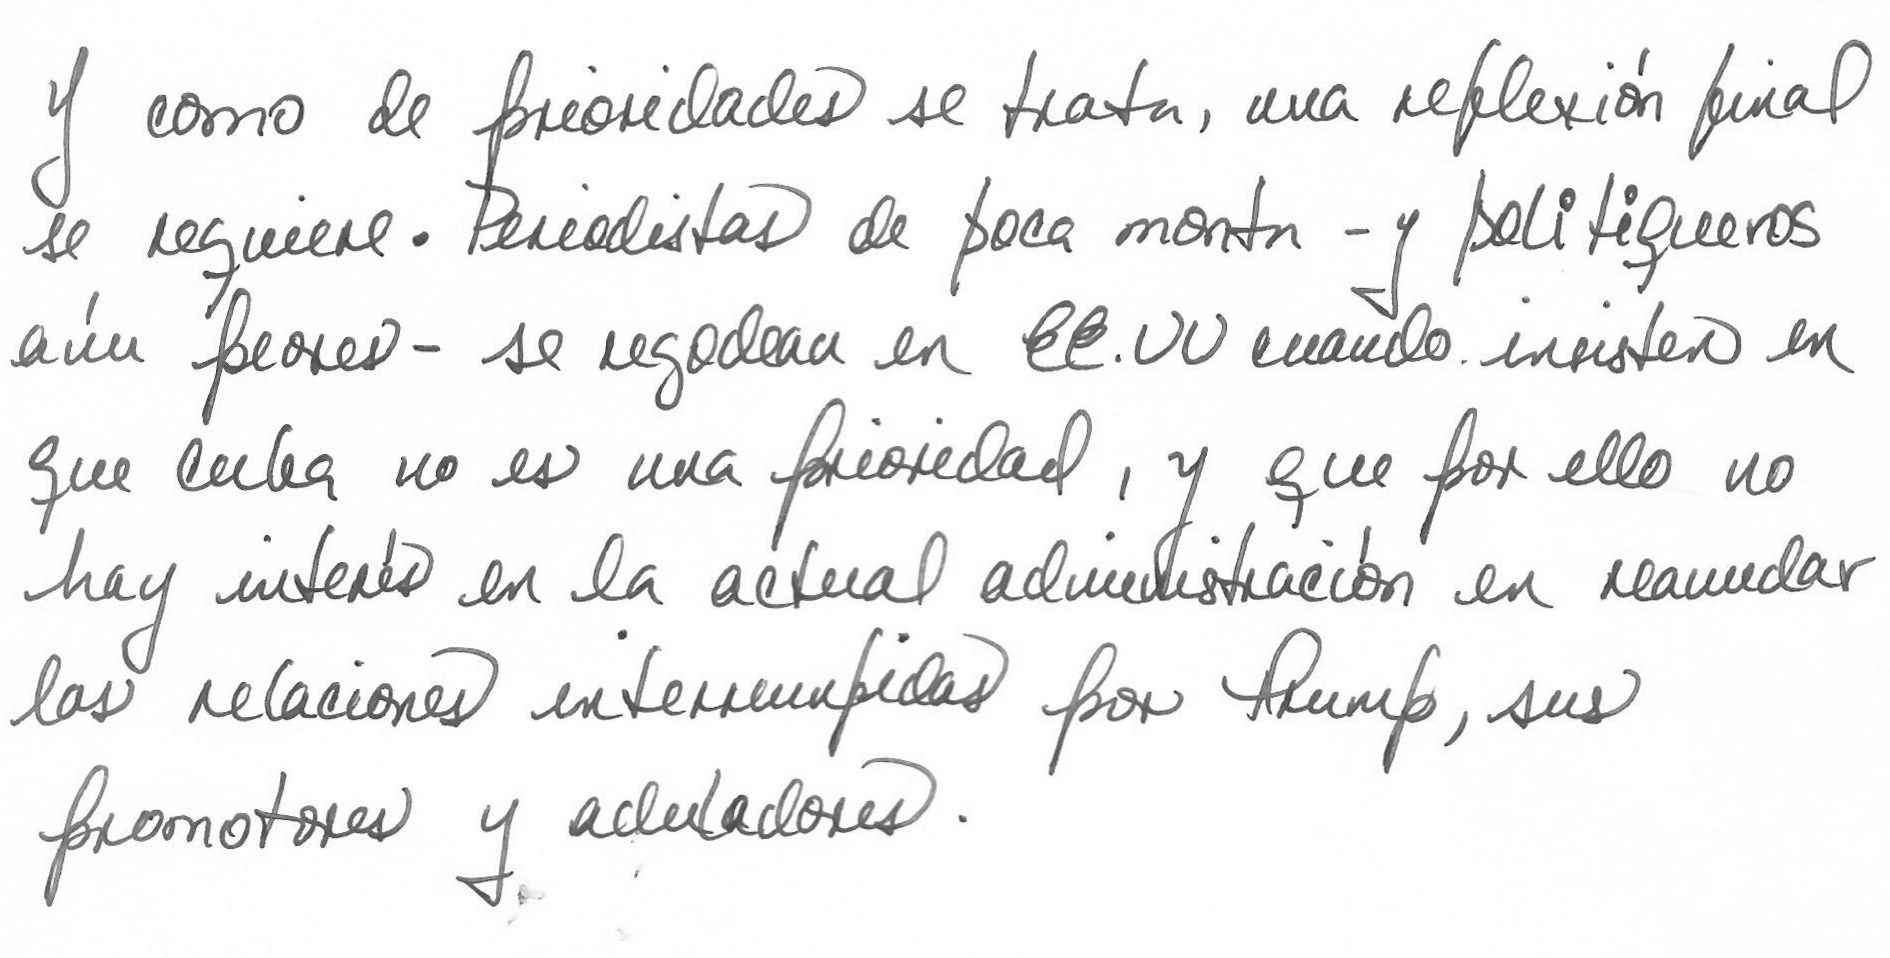 Y como de prioridades se trata, una reflexión final
se requiere. Periodistas de poca monta - y politiqueros
aún peores - se regodean en EE.UU cuando insisten en
que Cuba no es una prioridad, y que por ello no
hay interés en la actual administración en reanudar
las relaciones interrumpidas por Trump, sus
promotores y aduladores.